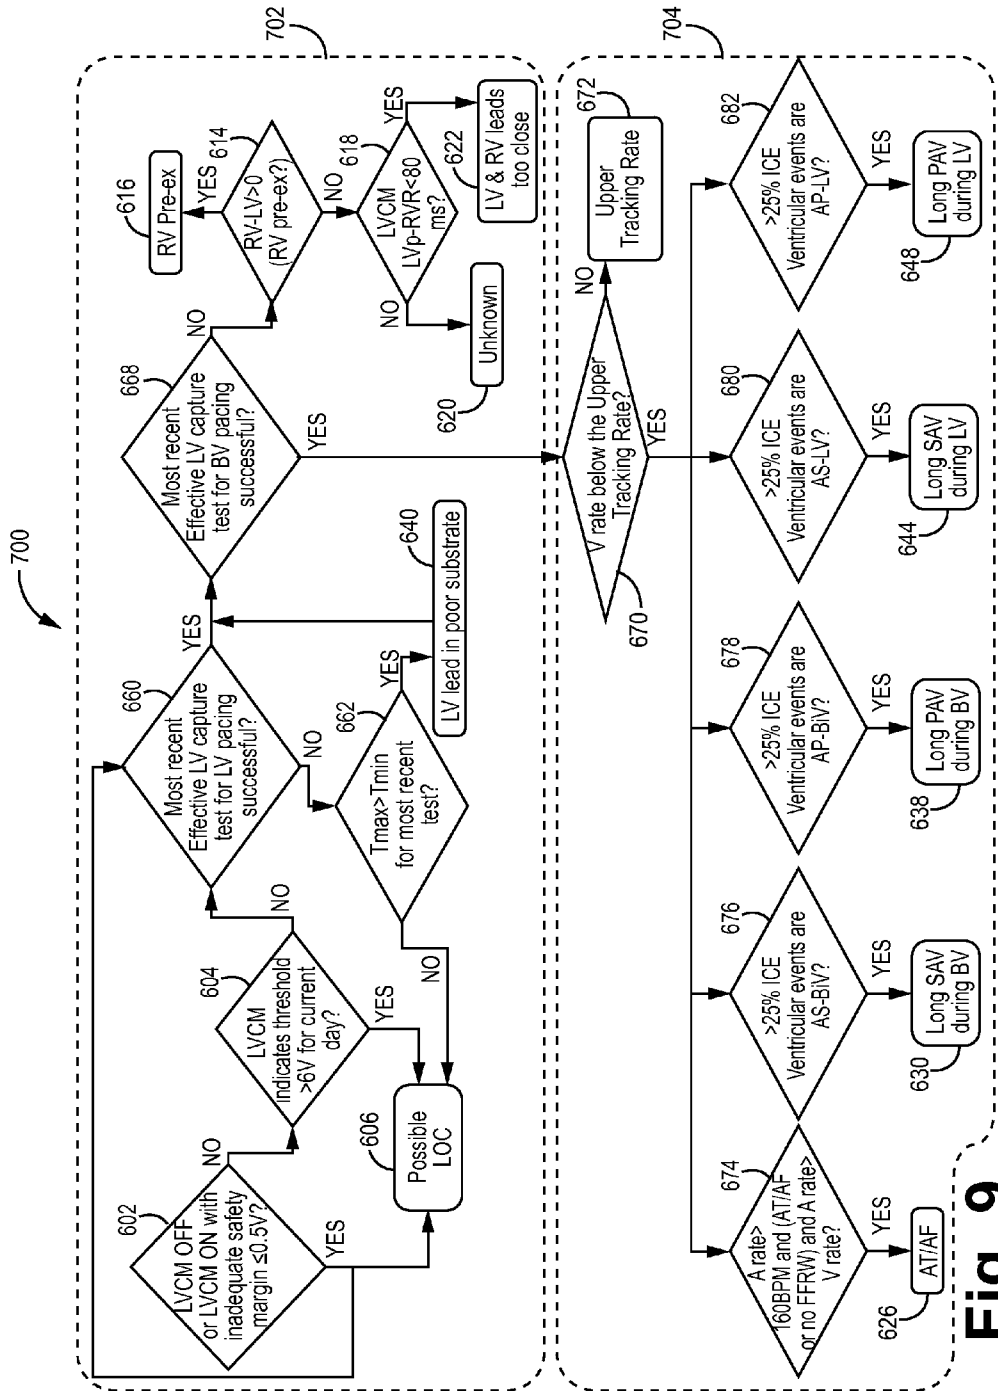 700
702
602
LVCM OFF
or LVCM ON with
inadequate safety
margin ≤0.5V?
NO
YES
604
LVCM
indicates threshold
>6V for current
day?
NO
YES
606
Possible
LOC
660
Most recent
Effective LV capture
test for LV pacing
successful?
YES
NO
662
Tmax>Tmin
for most recent
test?
YES
NO
640
LV lead in poor substrate
668
Most recent
Effective LV capture
test for BV pacing
successful?
NO
YES
614
RV-LV>0
(RV pre-ex?)
YES
NO
616
RV Pre-ex
618
LVCM
LVp-RVR<80
ms?
YES
NO
620
Unknown
622
LV & RV leads
too close
704
670
V rate below the Upper
Tracking Rate?
NO
YES
672
Upper
Tracking Rate
674
A rate>
160BPM and (AT/AF
or no FFRW) and A rate>
V rate?
YES
626
AT/AF
676
>25% ICE
Ventricular events are
AS-BiV?
YES
630
Long SAV
during BV
678
>25% ICE
Ventricular events are
AP-BiV?
YES
638
Long PAV
during BV
680
>25% ICE
Ventricular events are
AS-LV?
YES
644
Long SAV
during LV
682
>25% ICE
Ventricular events are
AP-LV?
YES
648
Long PAV
during LV
Fig. 9